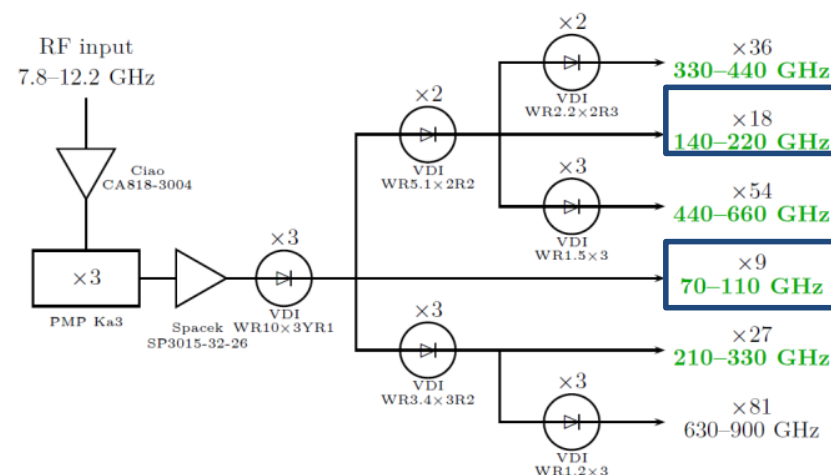 RF input
7.8–12.2 GHz
Ciao
CA818-3004
×3
PMP Ka3
Spacek
SP3015-32-26
×3
VDI
WR10×3YR1
×2
VDI
WR5.1×2R2
×2
VDI
WR2.2×2R3
×36
330–440 GHz
×18
140–220 GHz
×3
VDI
WR1.5×3
×54
440–660 GHz
×9
70–110 GHz
×3
VDI
WR3.4×3R2
×27
210–330 GHz
×3
VDI
WR1.2×3
×81
630–900 GHz